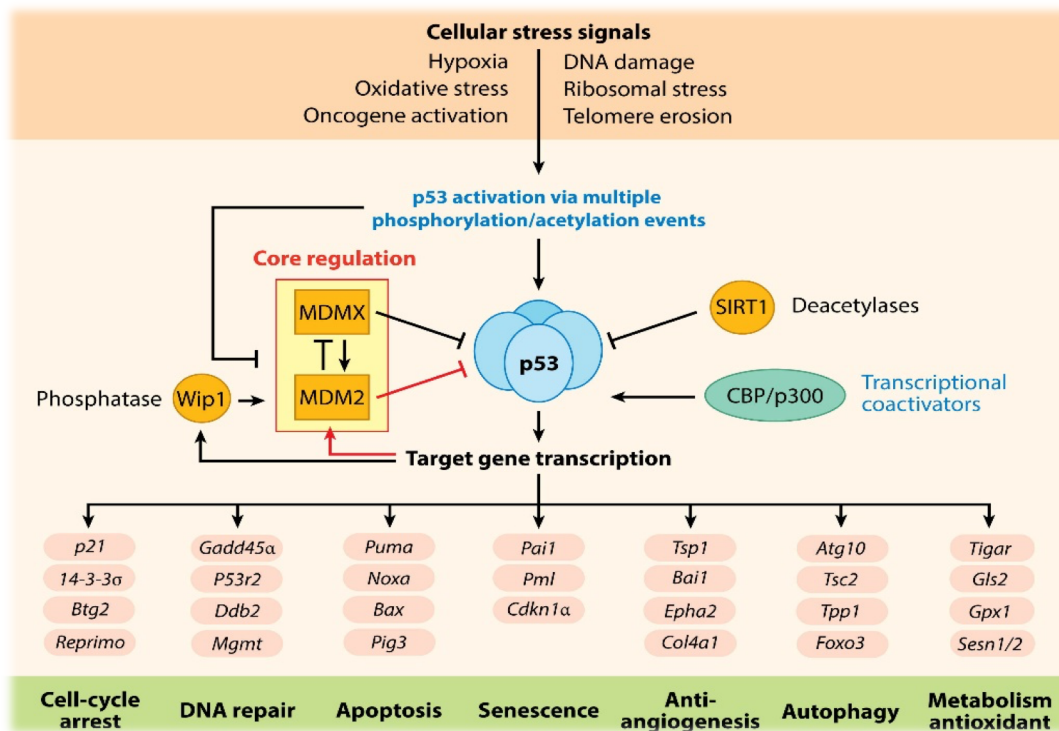 Cellular stress signals
Hypoxia
Oxidative stress
Oncogene activation
DNA damage
Ribosomal stress
Telomere erosion
p53 activation via multiple
phosphorylation/acetylation events
Core regulation
MDMX
MDM2
Phosphatase
Wip1
p53
SIRT1
Deacetylases
CBP/p300
Transcriptional
coactivators
Target gene transcription
p21
14-3-3σ
Btg2
Reprimo
Gadd45α
P53r2
Ddb2
Mgmt
Puma
Noxa
Bax
Pig3
Pai1
Pml
Cdkn1α
Tsp1
Bai1
Epha2
Col4a1
Atg10
Tsc2
Tpp1
Foxo3
Tigar
Gls2
Gpx1
Sesn1/2
Cell-cycle
arrest
DNA repair
Apoptosis
Senescence
Anti-
angiogenesis
Autophagy
Metabolism
antioxidant